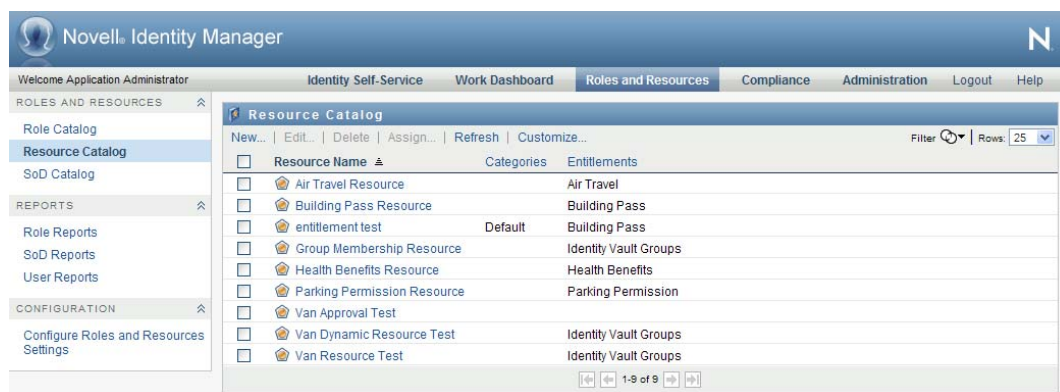 Novell® Identity Manager
N
Welcome Application Administrator
Identity Self-Service Work Dashboard Roles and Resources Compliance Administration Logout Help
ROLES AND RESOURCES
Role Catalog
Resource Catalog
SoD Catalog
REPORTS
Role Reports
SoD Reports
User Reports
CONFIGURATION
Configure Roles and Resources
Settings
Resource Catalog
New... | Edit... | Delete | Assign... | Refresh | Customize...
Filter | Rows: 25
Resource Name Categories Entitlements
Air Travel Resource Air Travel
Building Pass Resource Building Pass
entitlement test Default Building Pass
Group Membership Resource Identity Vault Groups
Health Benefits Resource Health Benefits
Parking Permission Resource Parking Permission
Van Approval Test
Van Dynamic Resource Test Identity Vault Groups
Van Resource Test Identity Vault Groups
1-9 of 9